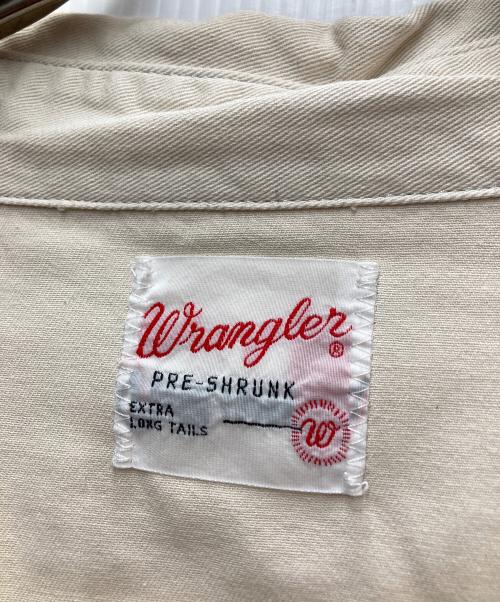 Wrangler®
PRE-SHRUNK
EXTRA
LONG TAILS
W